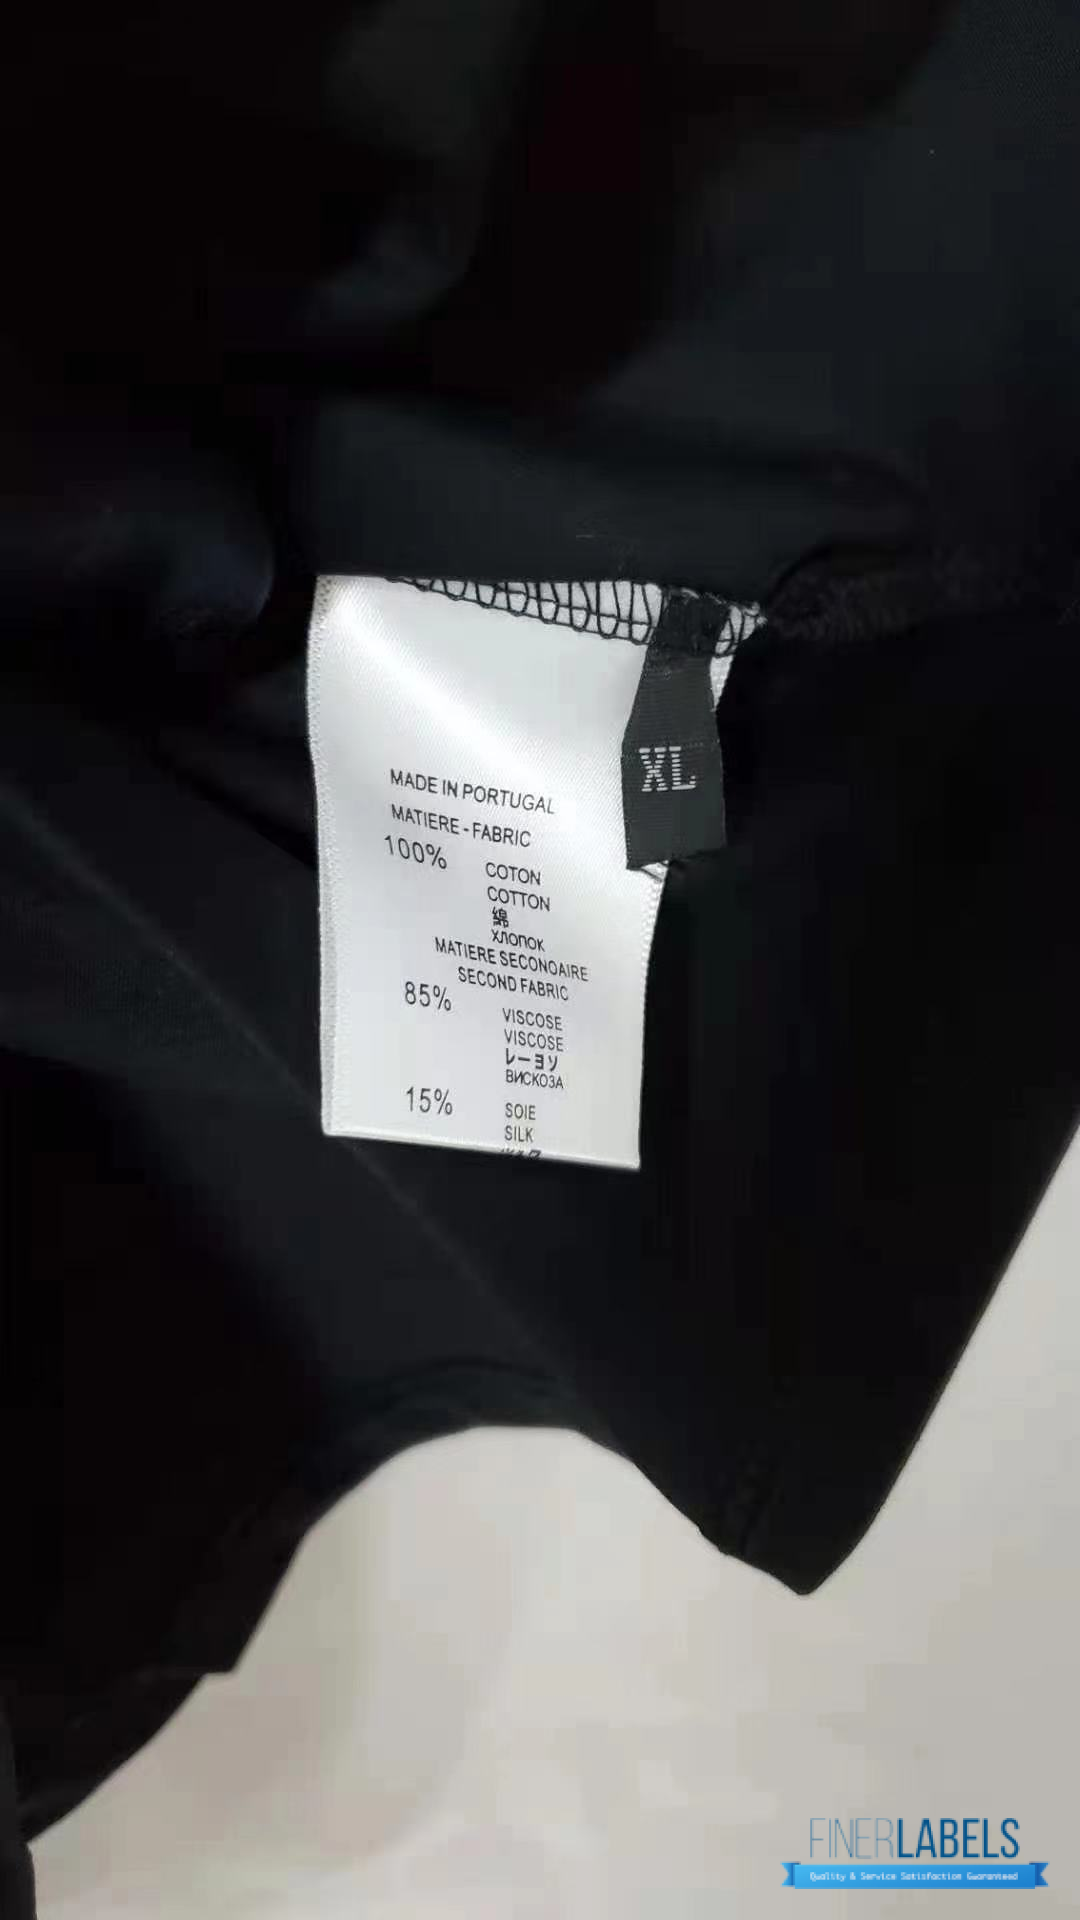 XL
MADE IN PORTUGAL
MATIERE - FABRIC
100% COTON
COTTON
綿
хлопок
MATIERE SECONOAIRE
SECOND FABRIC
85% VISCOSE
VISCOSE
レーヨソ
ВИСКОЗА
15% SOIE
SILK
FINERLABELS
Quality & Service Satisfaction Guaranteed